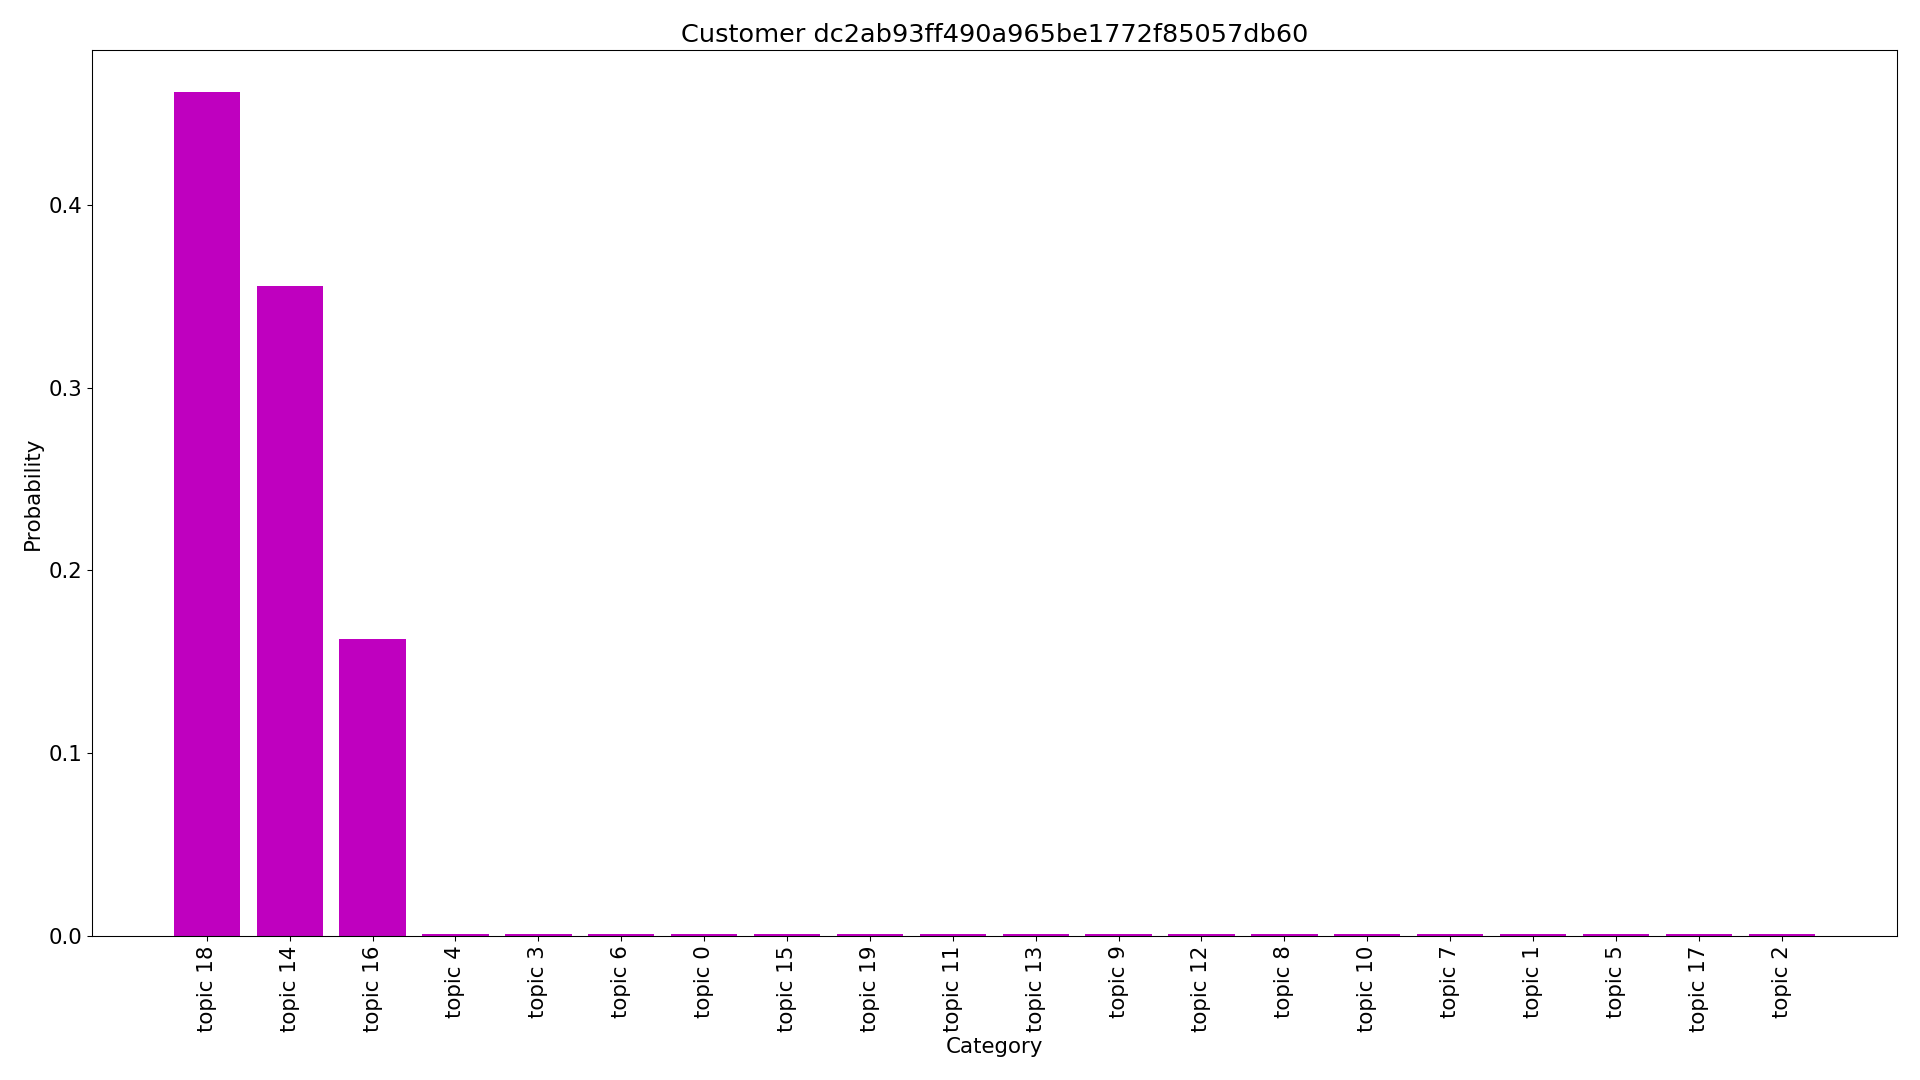 Customer dc2ab93ff490a965be1772f85057db60
Probability
0.4
0.3
0.2
0.1
0.0
topic 18
topic 14
topic 16
topic 4
topic 3
topic 6
topic 0
topic 15
topic 19
topic 11
topic 13
topic 9
topic 12
topic 8
topic 10
topic 7
topic 1
topic 5
topic 17
topic 2
Category